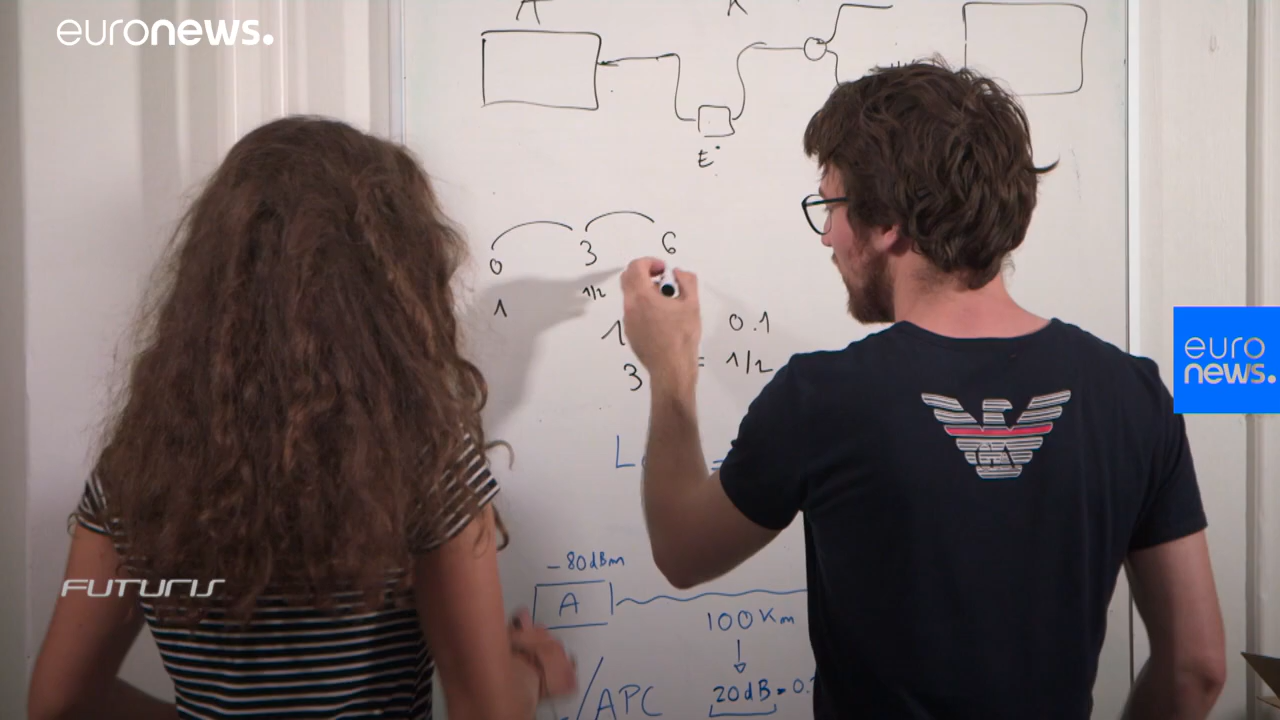 euronews.
E
0 3 6
1 1/2
0.1
3 = 1/2
euro
news.
L
-80dBm
FUTURIS
A
100Km
20dB
/APC